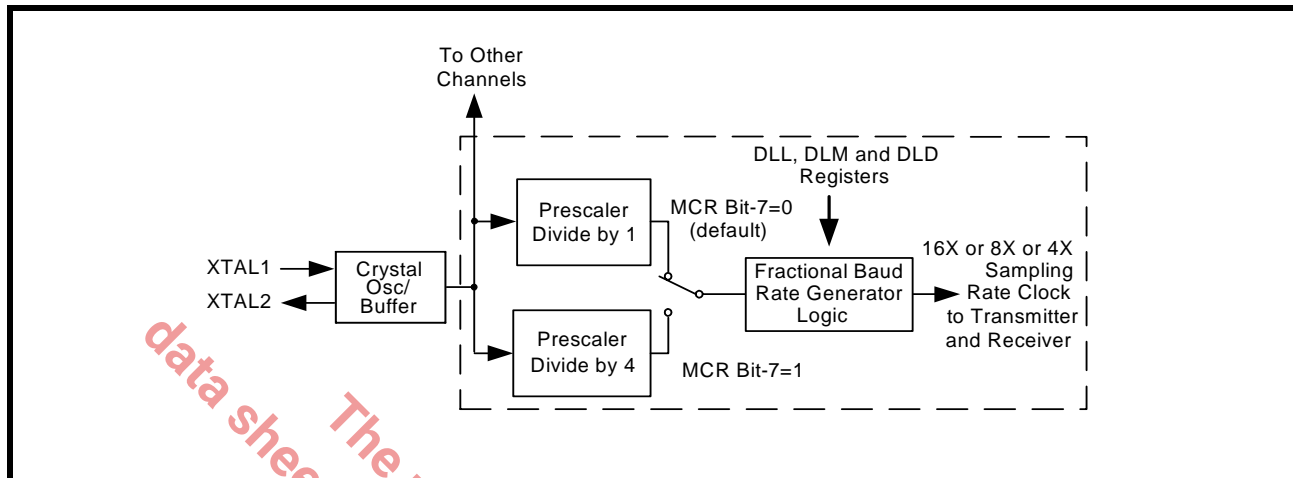 To Other
Channels
DLL, DLM and DLD
Registers
Prescaler
Divide by 1
MCR Bit-7=0
(default)
XTAL1
XTAL2
Crystal
Osc/
Buffer
Fractional Baud
Rate Generator
Logic
16X or 8X or 4X
Sampling
Rate Clock
to Transmitter
and Receiver
Prescaler
Divide by 4
MCR Bit-7=1
The
data